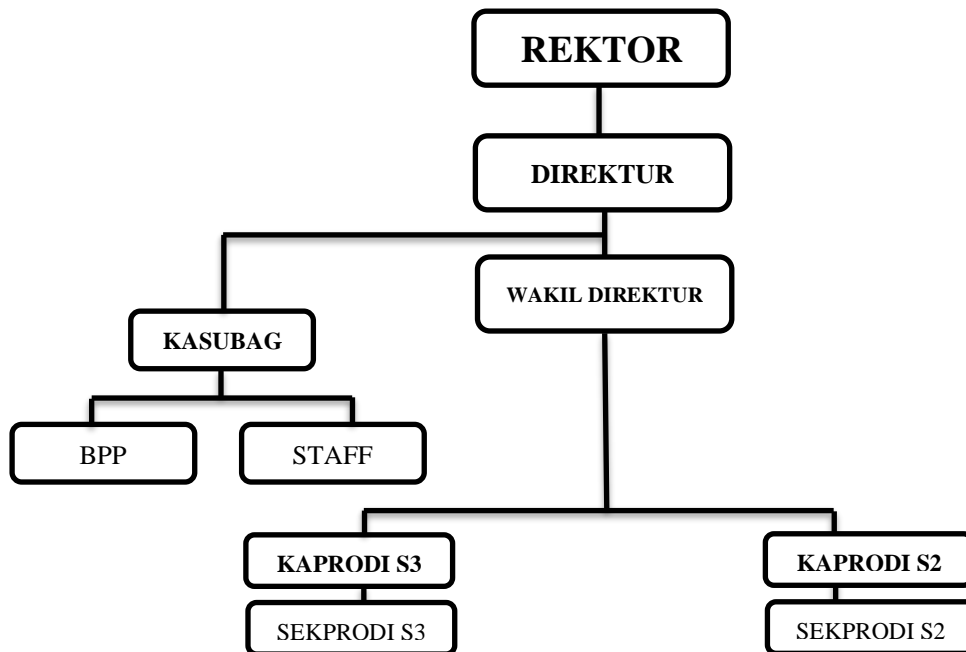 REKTOR
DIREKTUR
WAKIL DIREKTUR
KASUBAG
BPP
STAFF
KAPRODI S3
KAPRODI S2
SEKPRODI S3
SEKPRODI S2